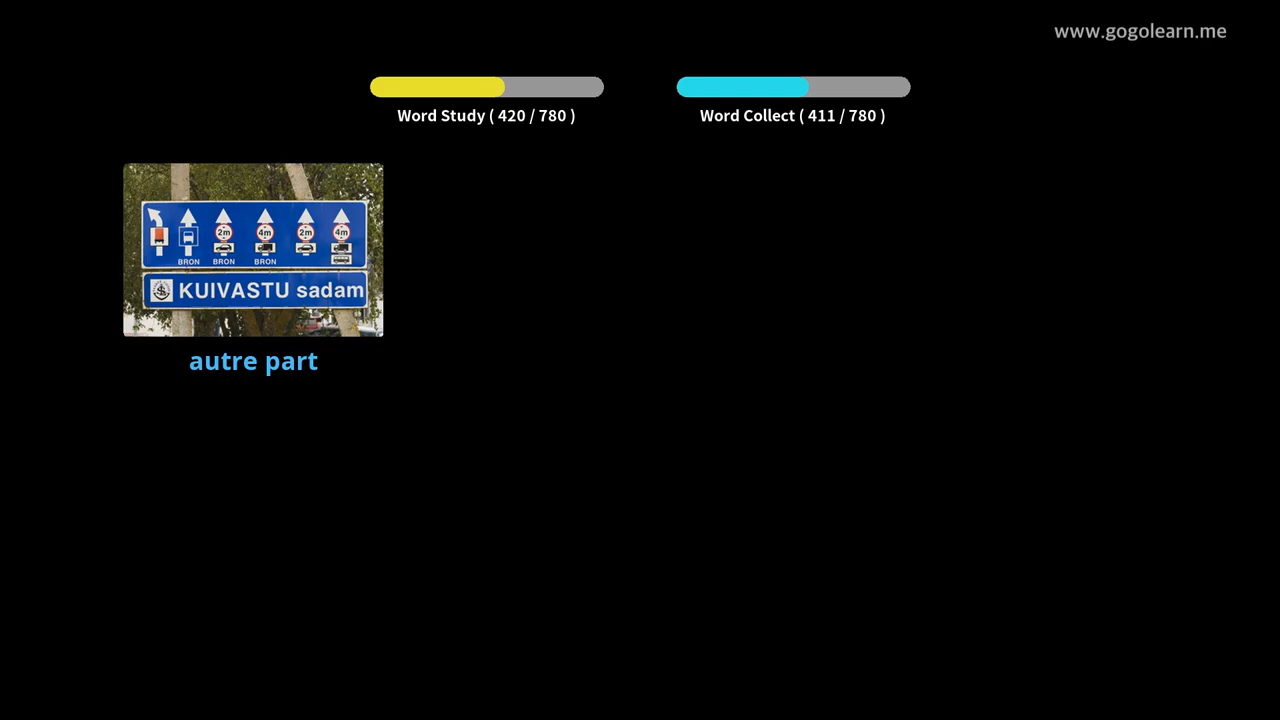 www.gogolearn.me
Word Study ( 420 / 780 )
Word Collect ( 411 / 780 )
2m 4m 2m 4m
BRON BRON BRON
KUIVASTU sadam
autre part